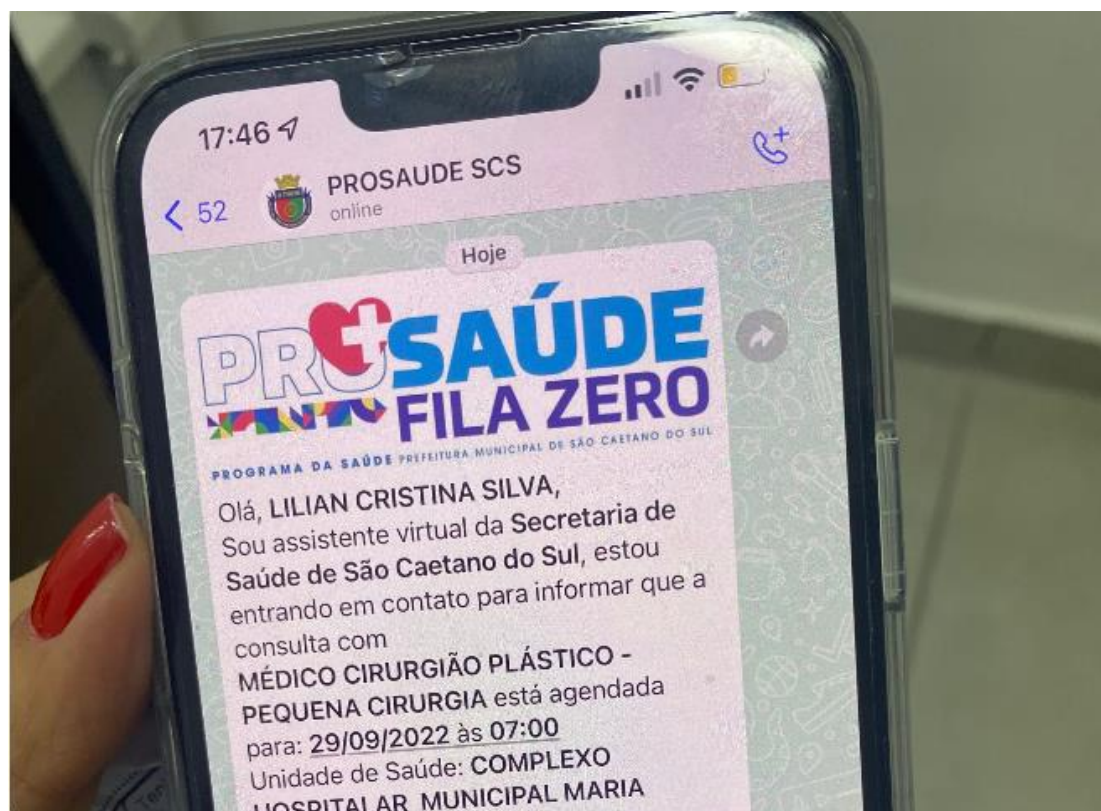 17:46
52
PROSAUDE SCS
online
Hoje
PROSAÚDE
FILA ZERO
PROGRAMA DA SAÚDE PREFEITURA MUNICIPAL DE SÃO CAETANO DO SUL
Olá, LILIAN CRISTINA SILVA,
Sou assistente virtual da Secretaria de
Saúde de São Caetano do Sul, estou
entrando em contato para informar que a
consulta com
MÉDICO CIRURGIÃO PLÁSTICO -
PEQUENA CIRURGIA está agendada
para: 29/09/2022 às 07:00
Unidade de Saúde: COMPLEXO
HOSPITALAR MUNICIPAL MARIA